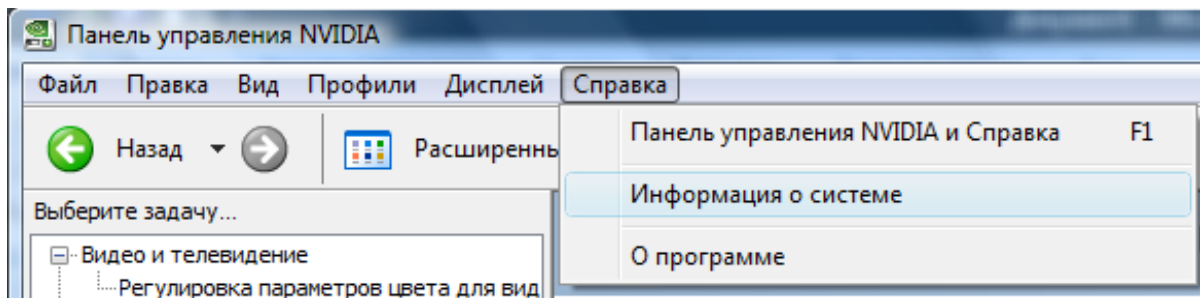 Панель управления NVIDIA
Файл Правка Вид Профили Дисплей Справка
Назад
Панель управления NVIDIA и Справка F1
Информация о системе
О программе
Выберите задачу...
Видео и телевидение
Регулировка параметров цвета для вид